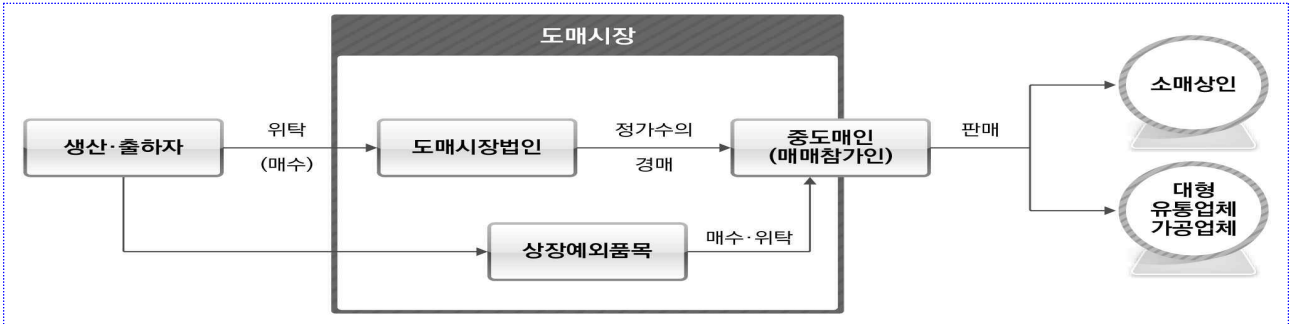 도매시장
생산·출하자
위탁
(매수)
도매시장법인
정가수의
경매
중도매인
(매매참가인)
판매
소매상인
대형
유통업체
가공업체
상장예외품목
매수·위탁